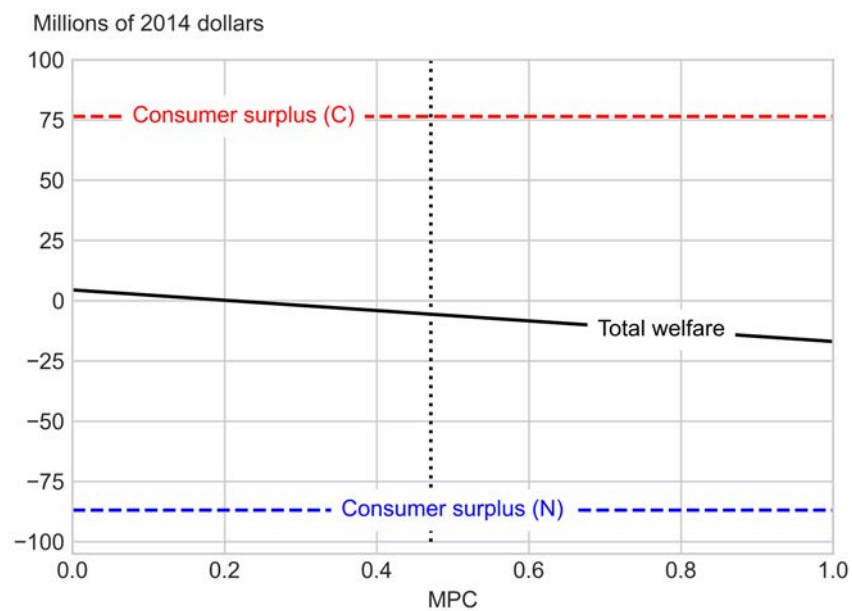 Millions of 2014 dollars
100
75
50
25
0
−25
−50
−75
−100
Consumer surplus (C)
Total welfare
Consumer surplus (N)
0.0 0.2 0.4 0.6 0.8 1.0
MPC